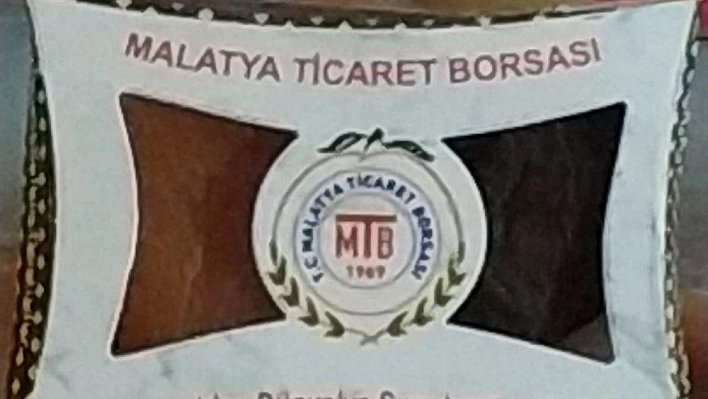 MALATYA TİCARET BORSASI
T.C MALATYA TİCARET BORSASI
MTB
1969